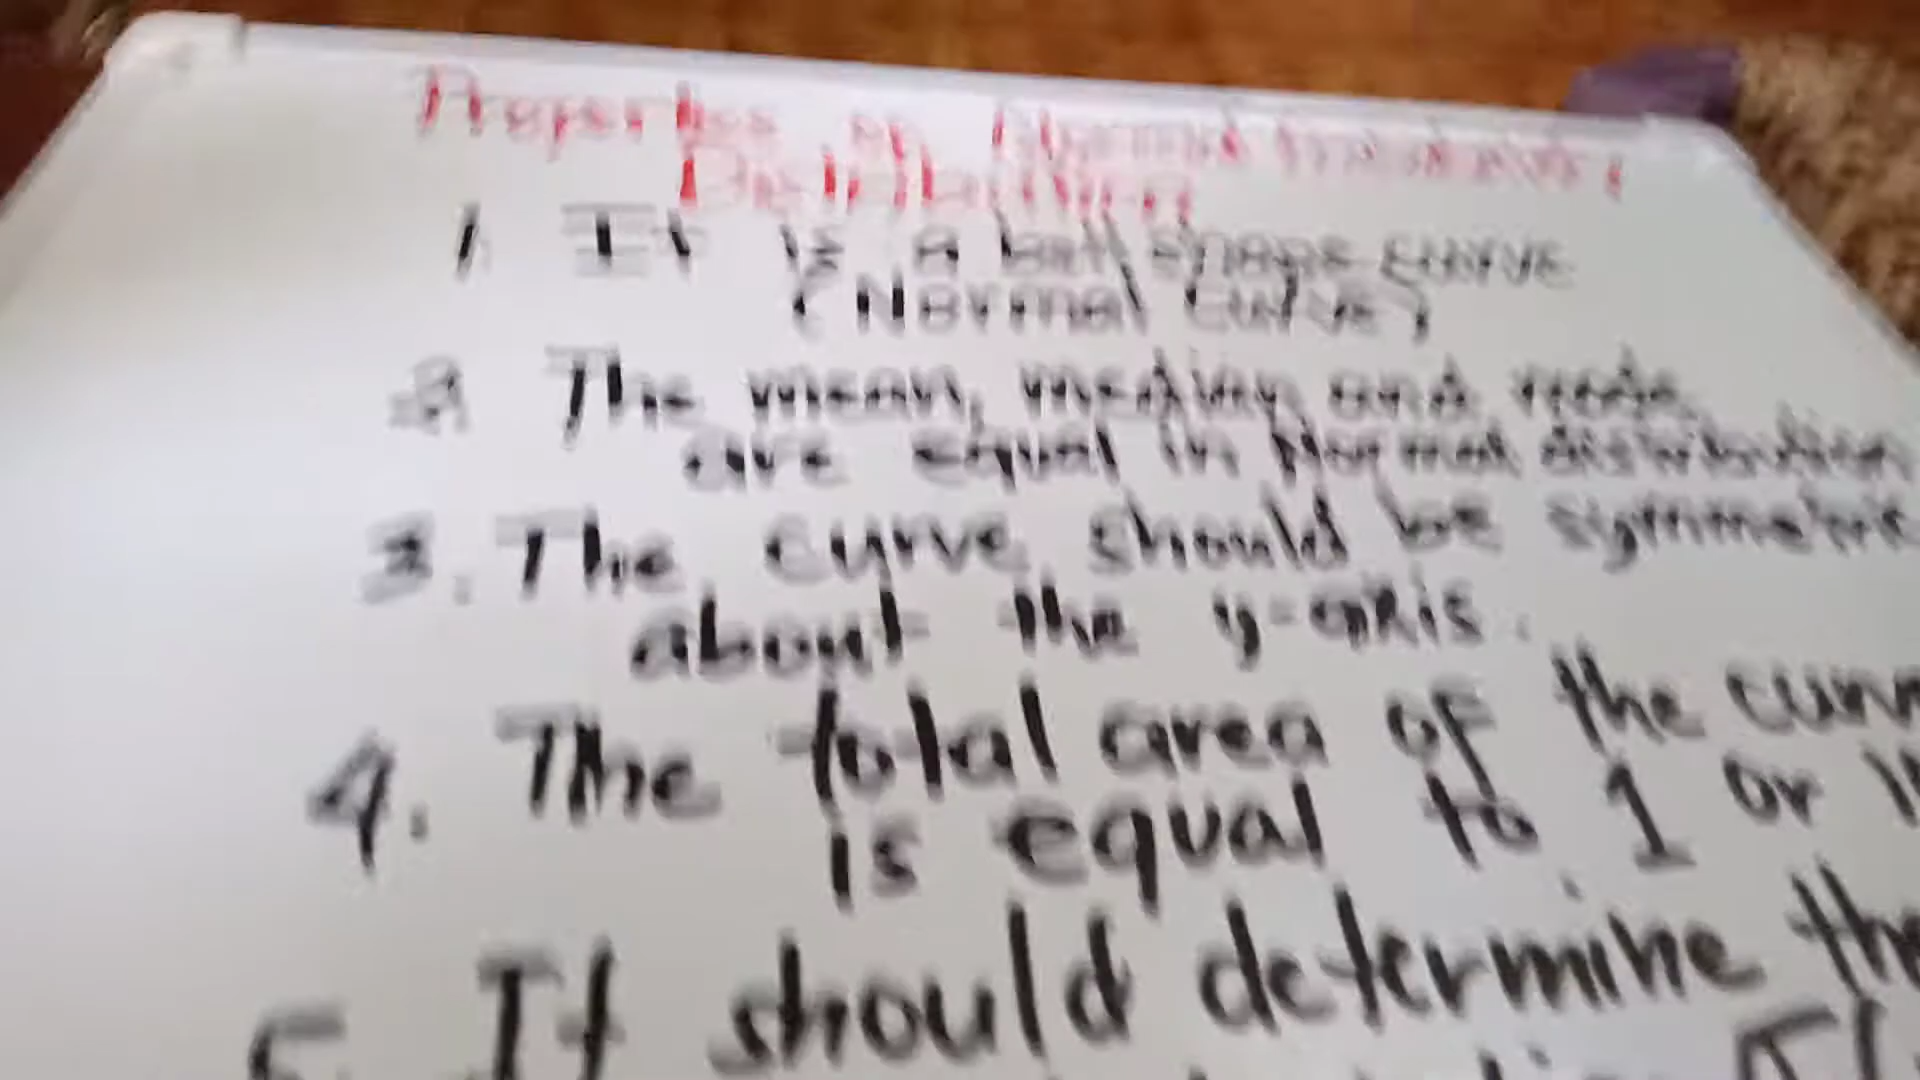 Properties of Normal Probability
Distribution
1. It is a bell shape curve
(Normal curve)
2. The mean, median, and mode
are equal in Normal distribution
3. The curve should be symmetric
about the y-axis.
4. The total area of the
is equal to 1 or
5. It should determine the